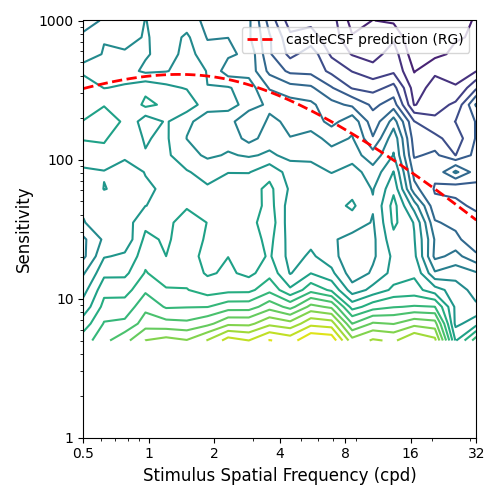 1000
castleCSF prediction (RG)
100
Sensitivity
10
1
0.5 1 2 4 8 16 32
Stimulus Spatial Frequency (cpd)